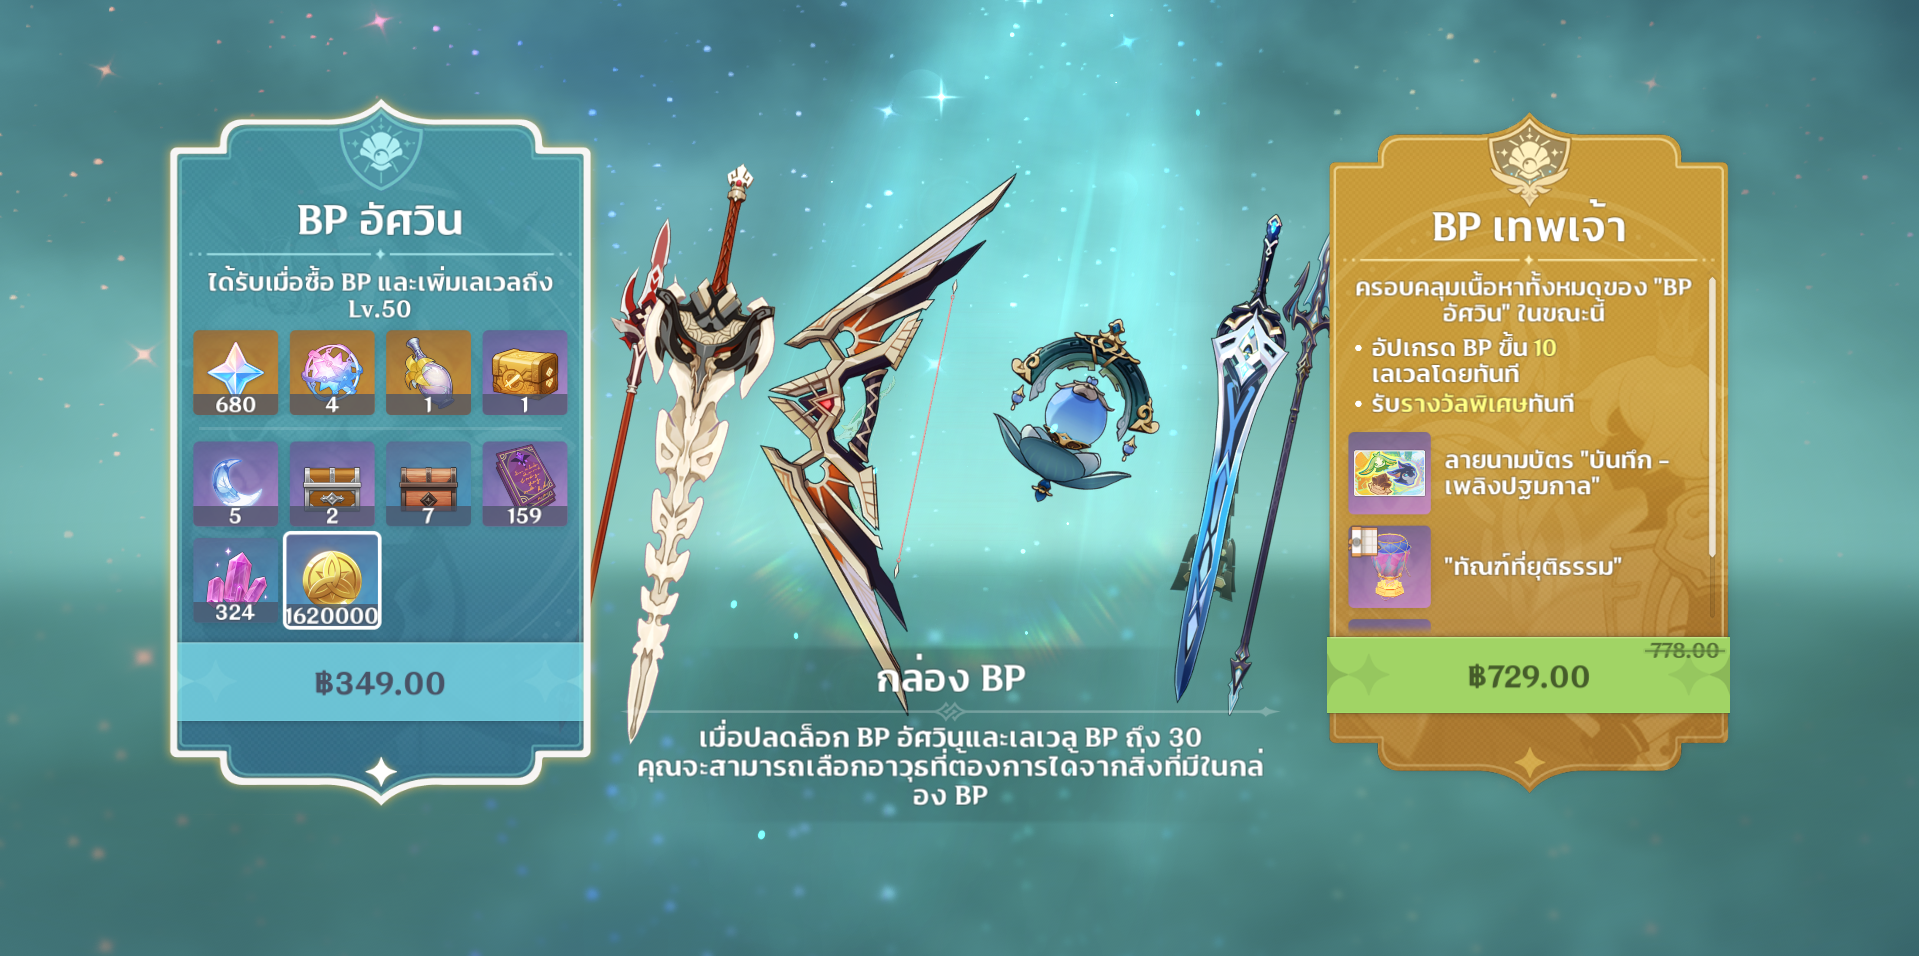 BP อัศวิน
ได้รับเมื่อซื้อ BP และเพิ่มเลเวลถึง
Lv.50
680
4
1
1
5
2
7
159
324
1620000
฿349.00
กล่อง BP
เมื่อปลดล็อก BP อัศวินและเลเวล BP ถึง 30
คุณจะสามารถเลือกอาวุธที่ต้องการได้จากสิ่งที่มีในกล่
อง BP
BP เทพเจ้า
ครอบคลุมเนื้อหาทั้งหมดของ "BP
อัศวิน" ในขณะนี้
• อัปเกรด BP ขึ้น 10
เลเวลโดยทันที
• รับรางวัลพิเศษทันที
ลายนามบัตร "บันทึก -
เพลิงปฐมกาล"
"ทัณฑ์ที่ยุติธรรม"
778.00
฿729.00